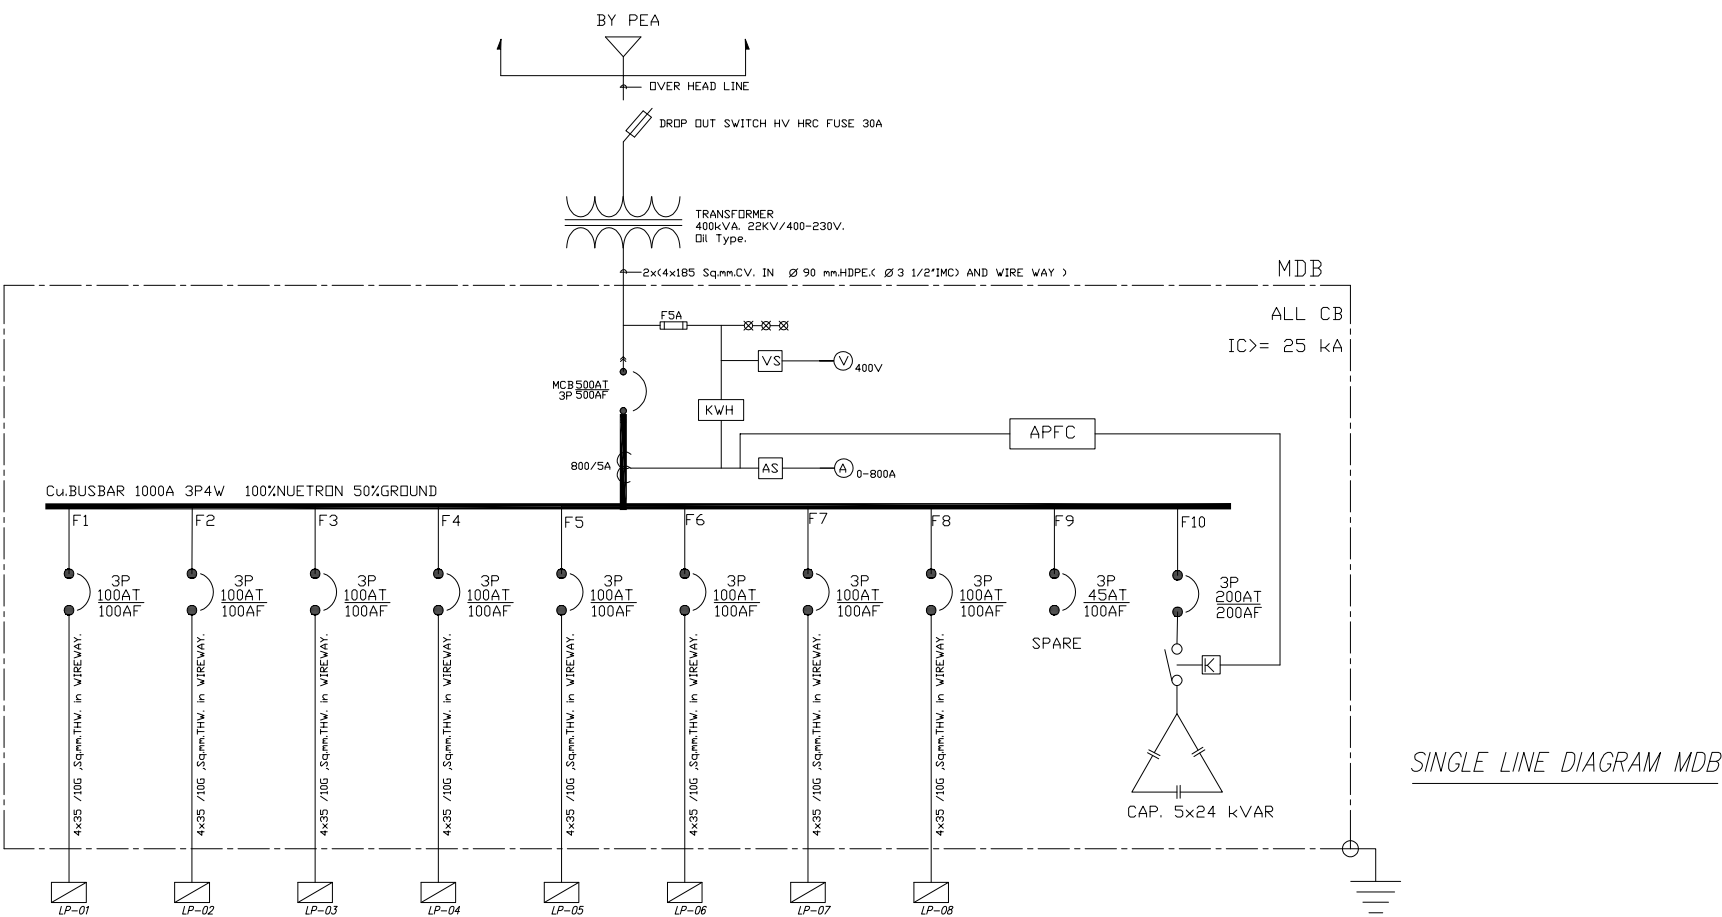 BY PEA
OVER HEAD LINE
DROP OUT SWITCH HV HRC FUSE 30A
TRANSFORMER
400kVA. 22KV/400-230V.
Oil Type.
2x(4x185 Sq.mm.CV. IN Ø 90 mm.HDPE.( Ø 3 1/2"IMC) AND WIRE WAY )
MDB
ALL CB
IC>= 25 kA
F5A
VS
V
400V
MCB 500AT
3P 500AF
KWH
APFC
800/5A
AS
A
0-800A
Cu.BUSBAR 1000A 3P4W 100%NUETRON 50%GROUND
F1
F2
F3
F4
F5
F6
F7
F8
F9
F10
3P
100AT
100AF
3P
100AT
100AF
3P
100AT
100AF
3P
100AT
100AF
3P
100AT
100AF
3P
100AT
100AF
3P
100AT
100AF
3P
100AT
100AF
3P
45AT
100AF
3P
200AT
200AF
SPARE
K
4x35 /10G ,Sq.mm.THW. in WIREWAY.
4x35 /10G ,Sq.mm.THW. in WIREWAY.
4x35 /10G ,Sq.mm.THW. in WIREWAY.
4x35 /10G ,Sq.mm.THW. in WIREWAY.
4x35 /10G ,Sq.mm.THW. in WIREWAY.
4x35 /10G ,Sq.mm.THW. in WIREWAY.
4x35 /10G ,Sq.mm.THW. in WIREWAY.
4x35 /10G ,Sq.mm.THW. in WIREWAY.
CAP. 5x24 kVAR
SINGLE LINE DIAGRAM MDB
LP-01
LP-02
LP-03
LP-04
LP-05
LP-06
LP-07
LP-08